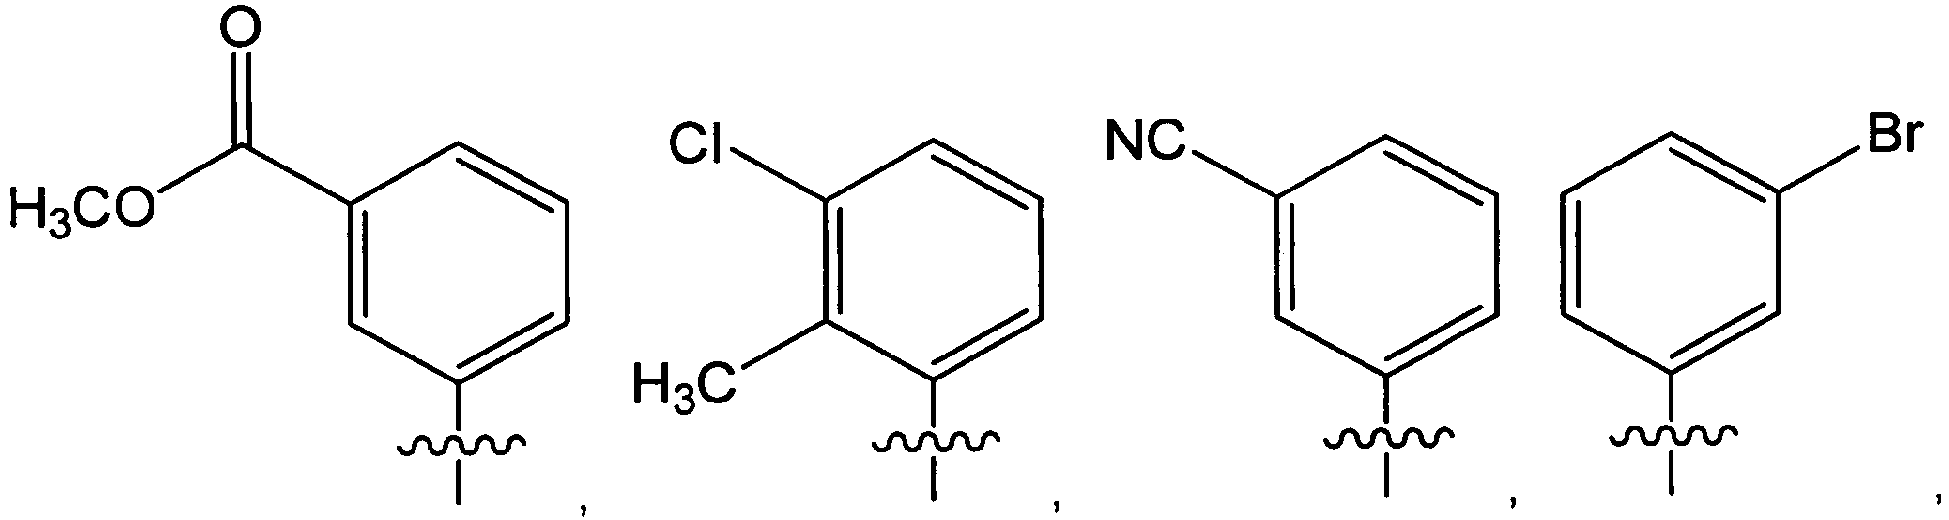 O
H₃CO
Cl
H₃C
NC
Br
, , , ,